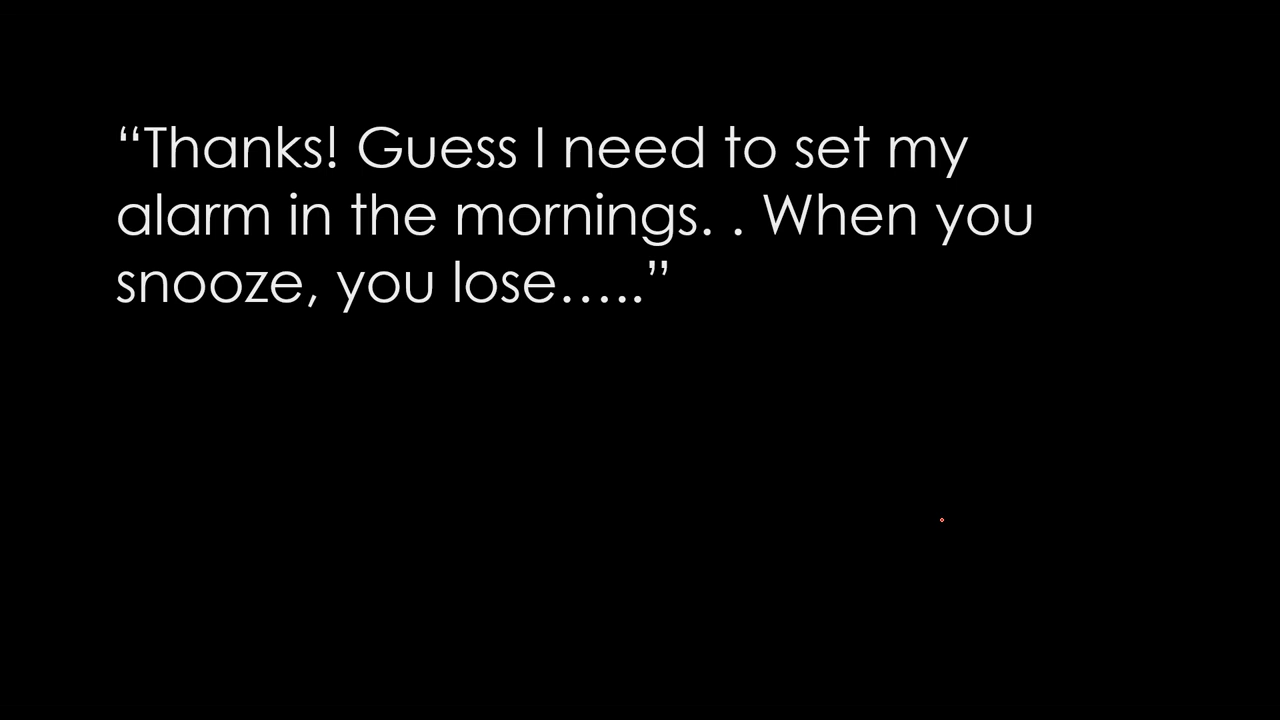 “Thanks! Guess I need to set my
alarm in the mornings. . When you
snooze, you lose…..”